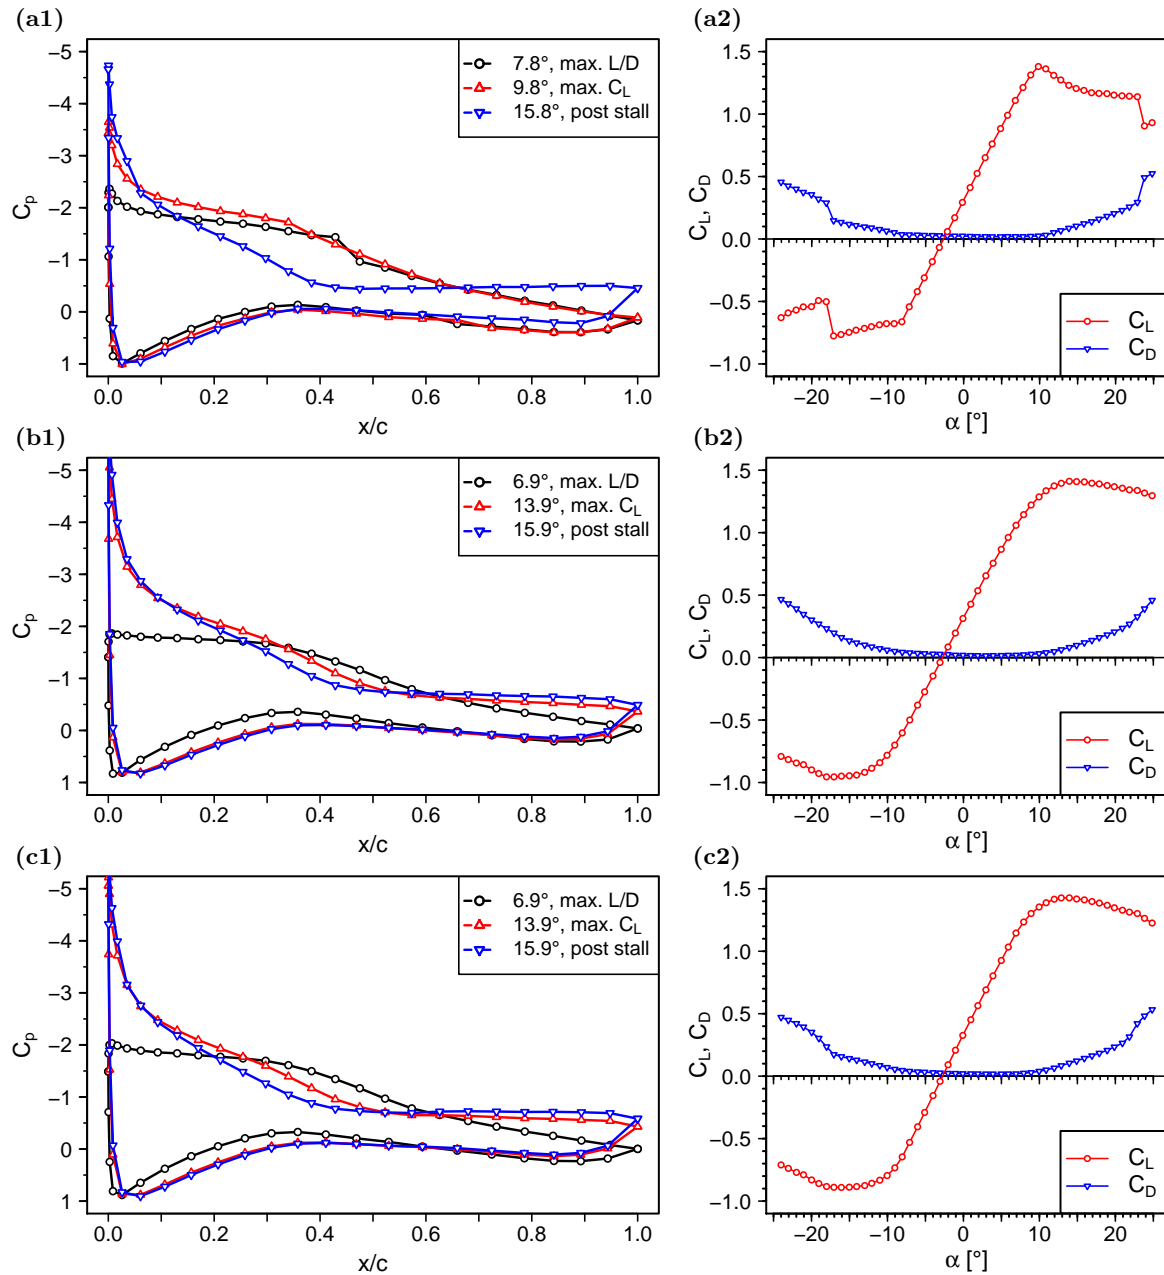 (a1)
−5
−4
−3
−2
−1
0
1
Cp
0.0 0.2 0.4 0.6 0.8 1.0
x/c
7.8°, max. L/D
9.8°, max. CL
15.8°, post stall
(a2)
1.5
1.0
0.5
0.0
−0.5
−1.0
CL, CD
−20 −10 0 10 20
α [°]
CL
CD
(b1)
−5
−4
−3
−2
−1
0
1
Cp
0.0 0.2 0.4 0.6 0.8 1.0
x/c
6.9°, max. L/D
13.9°, max. CL
15.9°, post stall
(b2)
1.5
1.0
0.5
0.0
−0.5
−1.0
CL, CD
−20 −10 0 10 20
α [°]
CL
CD
(c1)
−5
−4
−3
−2
−1
0
1
Cp
0.0 0.2 0.4 0.6 0.8 1.0
x/c
6.9°, max. L/D
13.9°, max. CL
15.9°, post stall
(c2)
1.5
1.0
0.5
0.0
−0.5
−1.0
CL, CD
−20 −10 0 10 20
α [°]
CL
CD